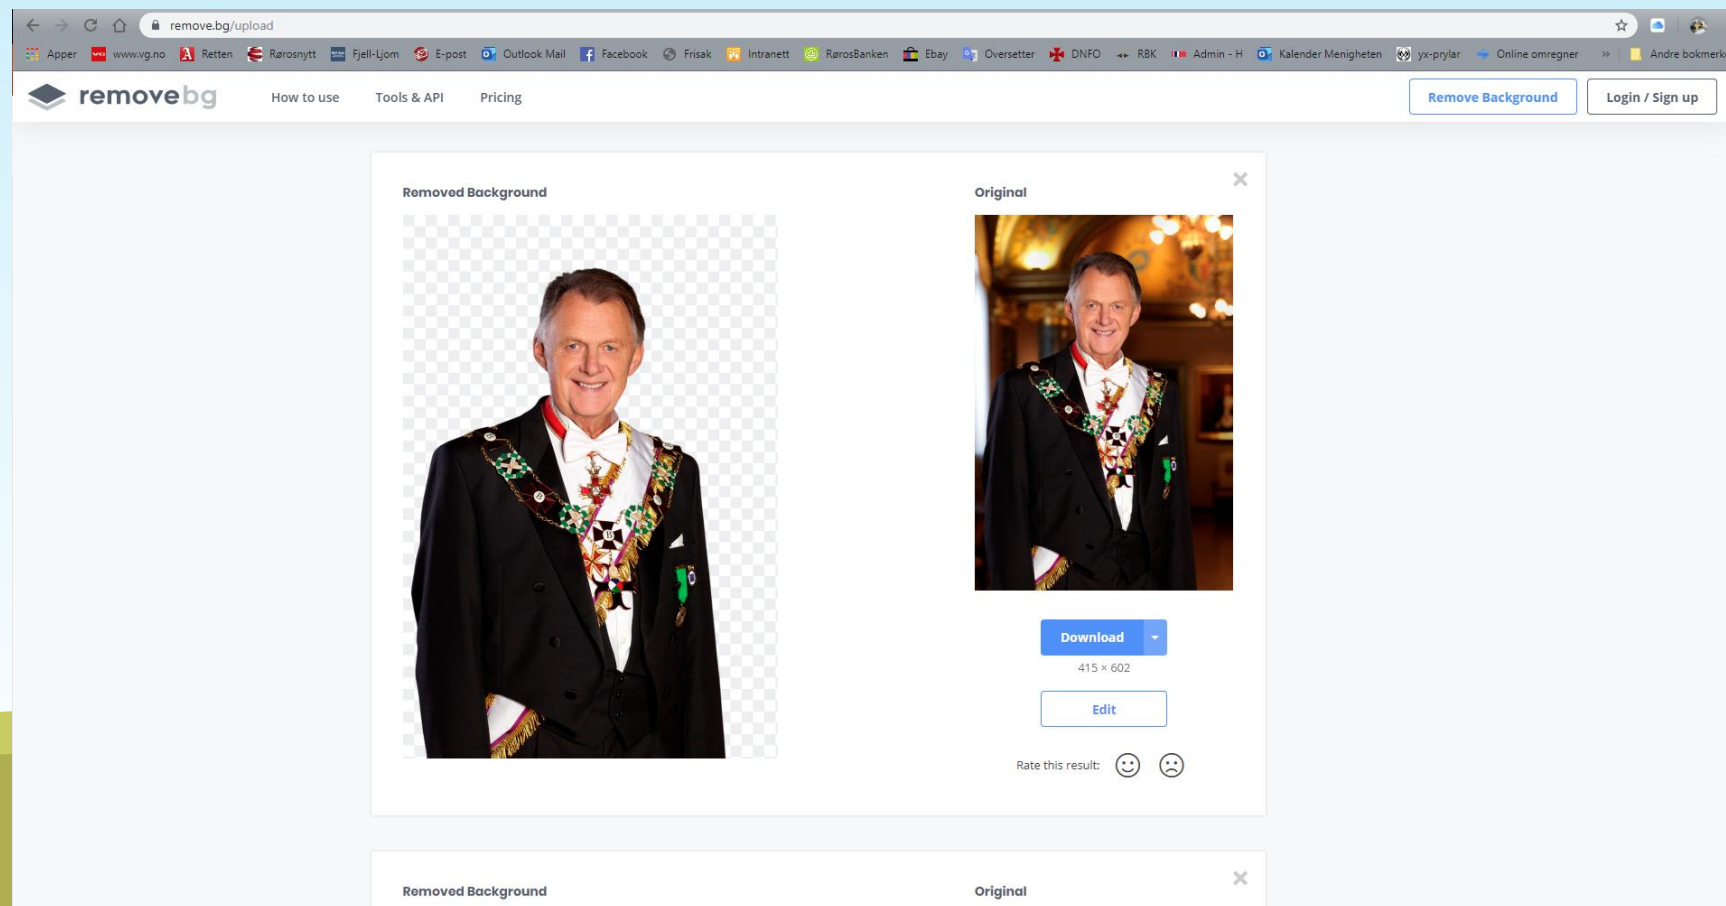 remove.bg/upload
Apper www.vg.no Retten Rørosnytt Fjell-Ljom E-post Outlook Mail Facebook Frisak Intranett RørosBanken Ebay Oversetter DNFO RBK Admin - H Kalender Menigheten yx-prylar Online omregner » Andre bokmerk
removebg How to use Tools & API Pricing Remove Background Login / Sign up
Removed Background Original
Download
415 × 602
Edit
Rate this result:
Removed Background Original